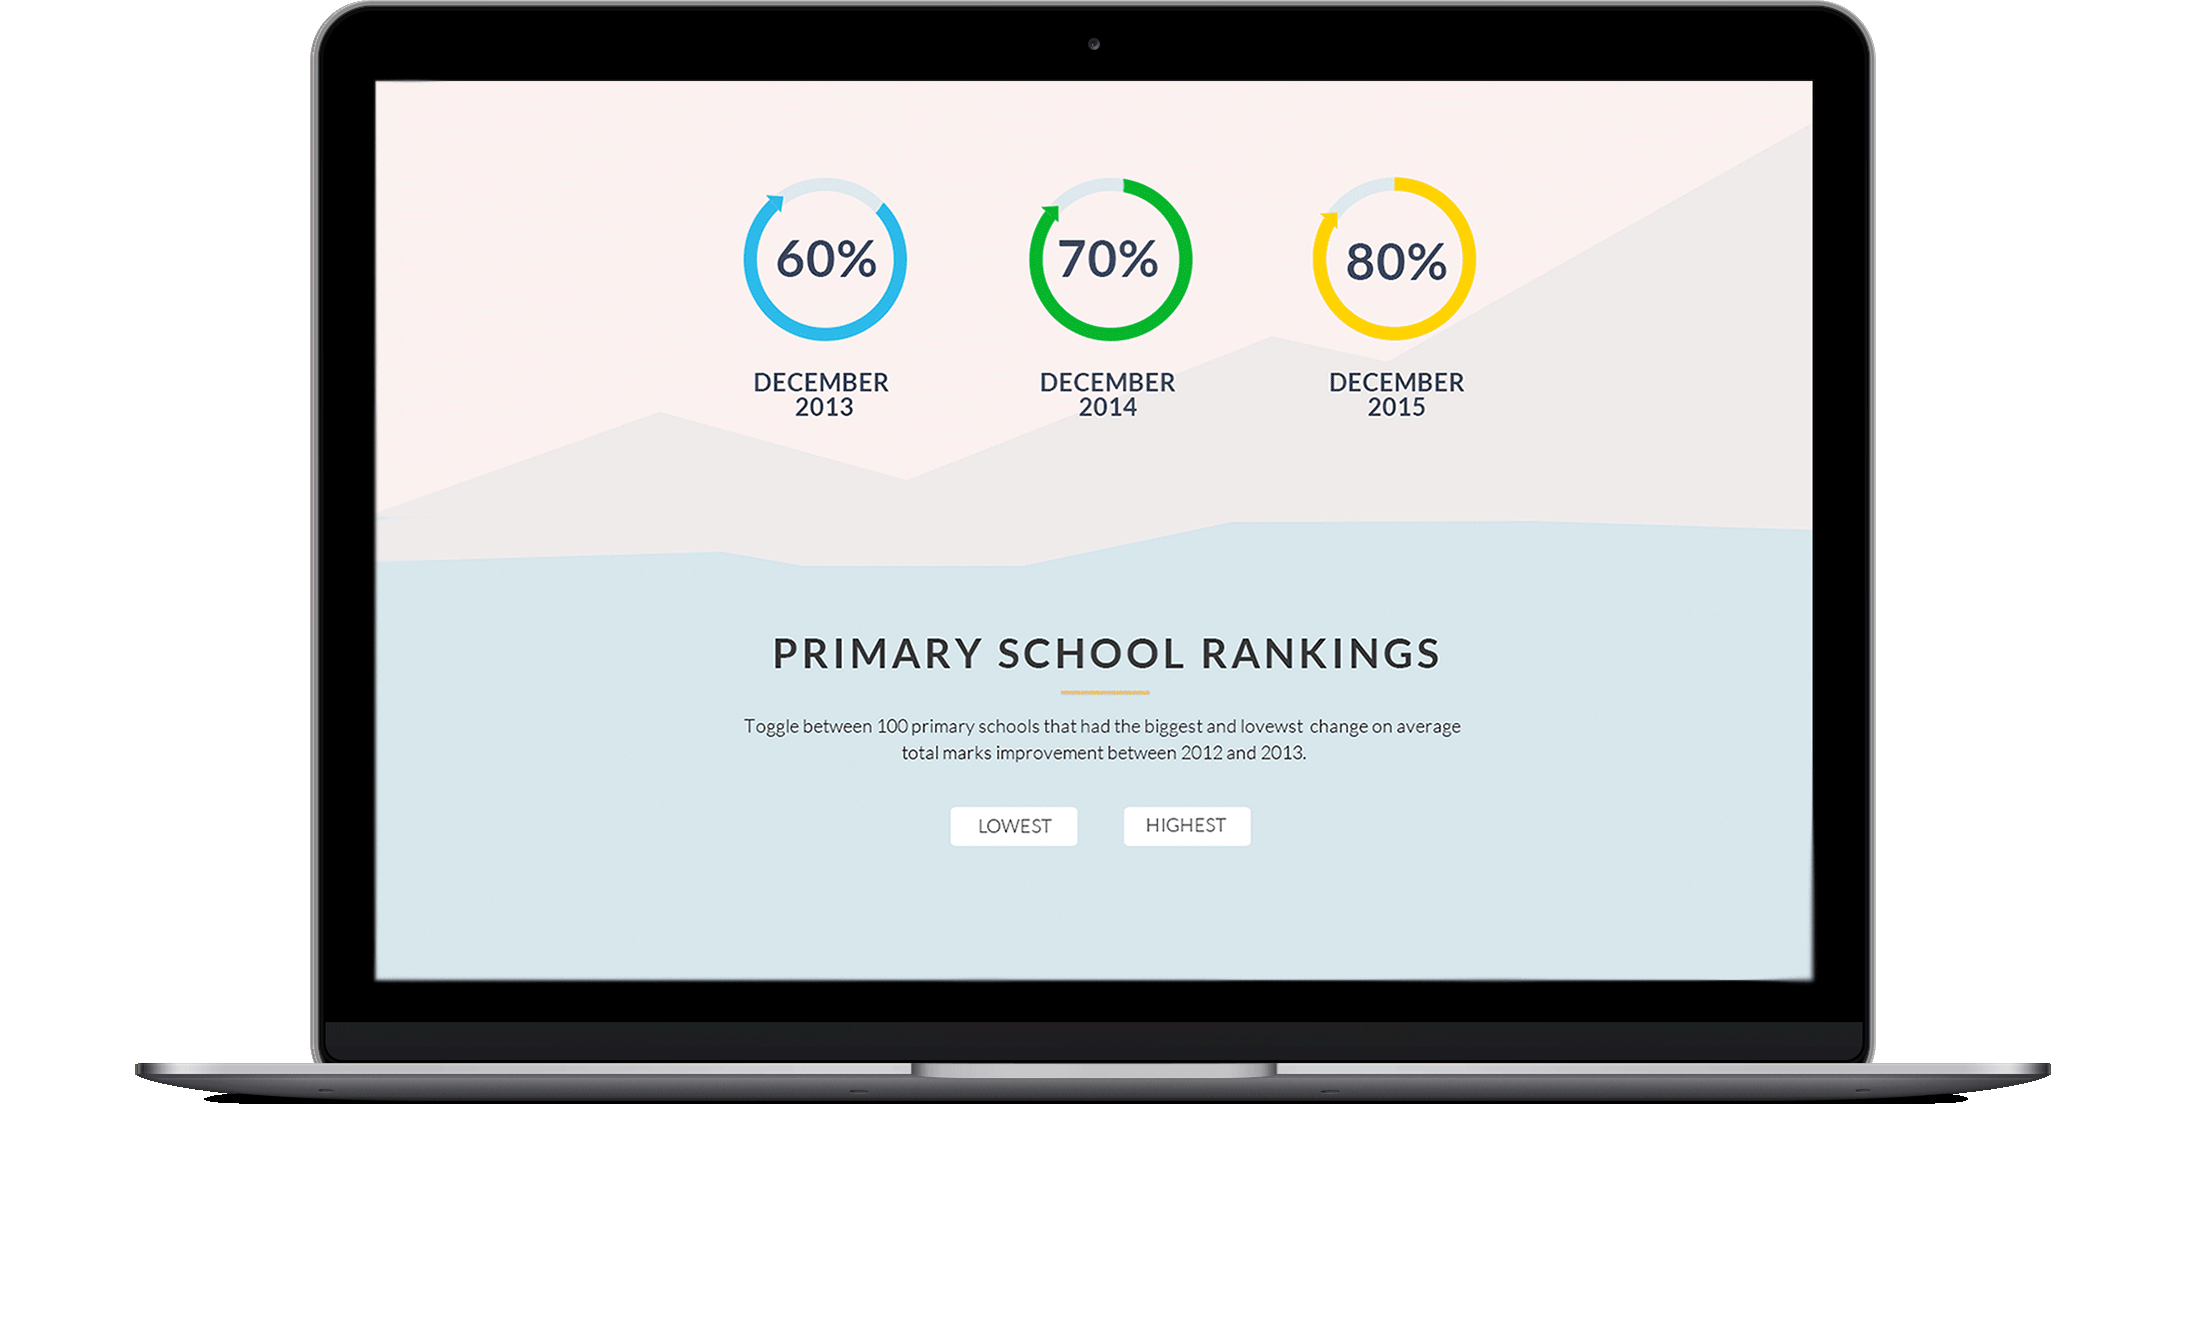 60%
70%
80%
DECEMBER
2013
DECEMBER
2014
DECEMBER
2015
PRIMARY SCHOOL RANKINGS
Toggle between 100 primary schools that had the biggest and lovewst change on average
total marks improvement between 2012 and 2013.
LOWEST
HIGHEST